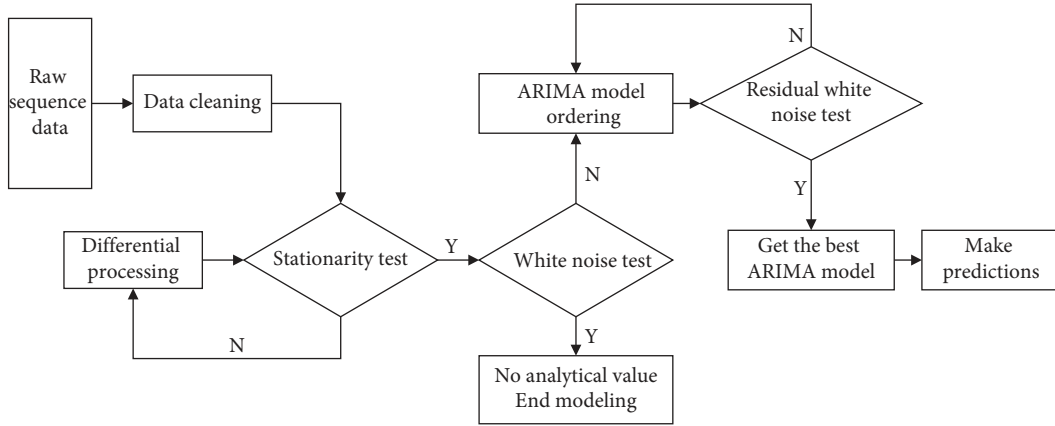 Raw
sequence
data
Data cleaning
Differential
processing
N
Stationarity test
Y
White noise test
N
Y
No analytical value
End modeling
ARIMA model
ordering
N
Residual white
noise test
Y
Get the best
ARIMA model
Make
predictions